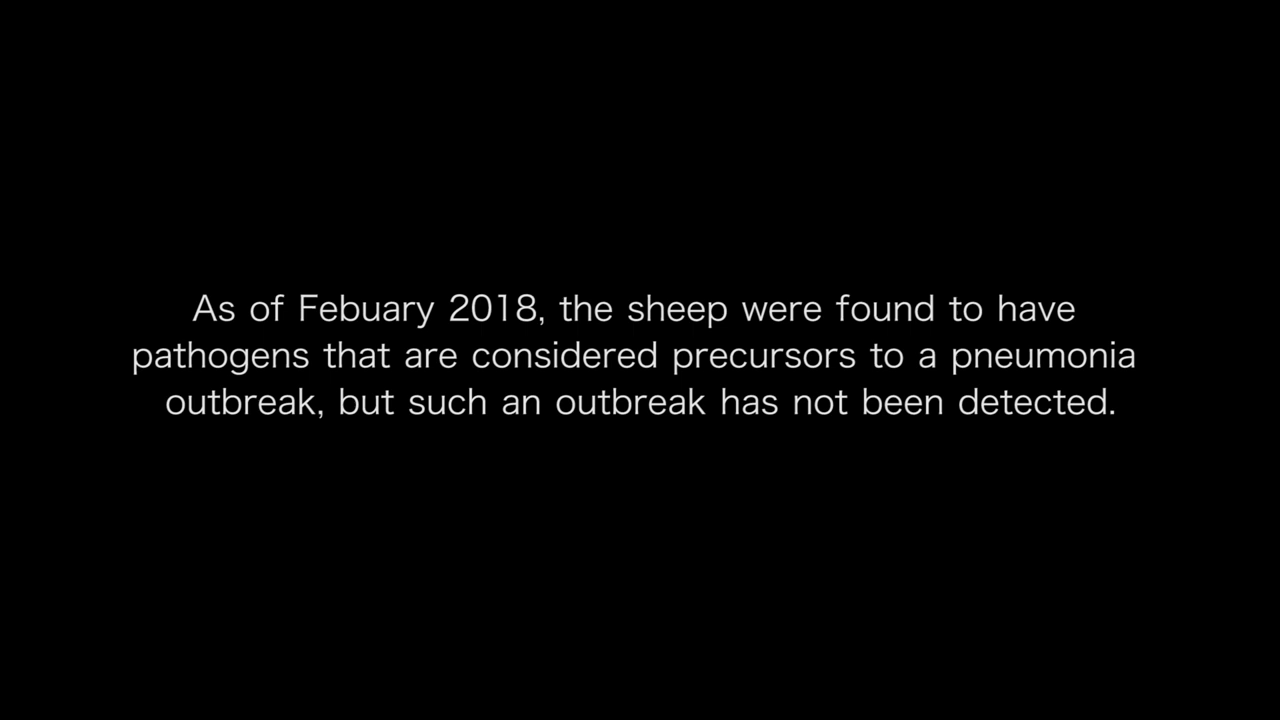 As of Febuary 2018, the sheep were found to have
pathogens that are considered precursors to a pneumonia
outbreak, but such an outbreak has not been detected.